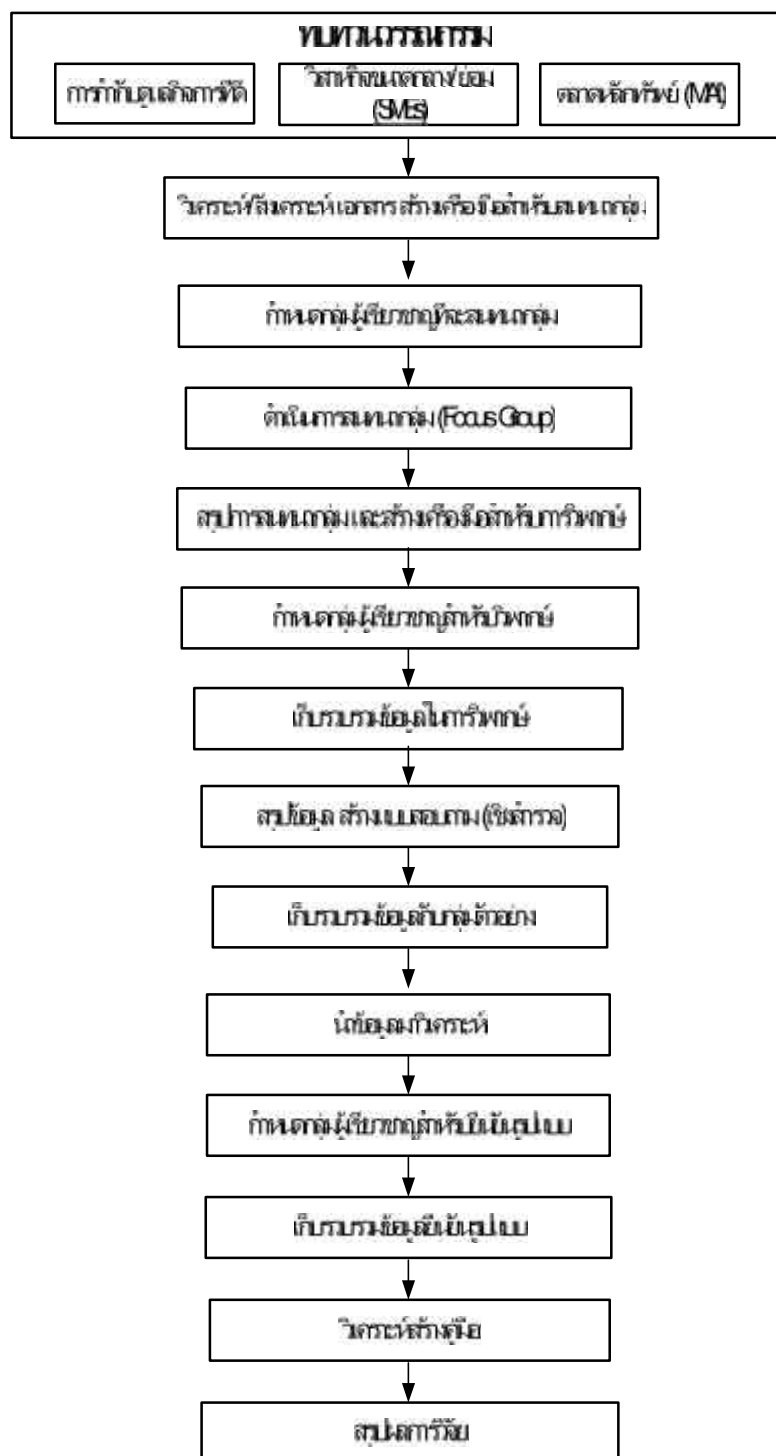 ทบทวนวรรณกรรม
การกำกับดูแลกิจการที่ดี
วิสาหกิจขนาดกลาง/ย่อม
(SMEs)
ตลาดหลักทรัพย์ (MAI)
วิเคราะห์/สังเคราะห์ เอกสาร สร้างเครื่องมือสำหรับสนทนากลุ่ม
กำหนดกลุ่มผู้เชี่ยวชาญที่จะสนทนากลุ่ม
ดำเนินการสนทนากลุ่ม (Focus Group)
สรุปการสนทนากลุ่ม และสร้างเครื่องมือสำหรับการวิพากษ์
กำหนดกลุ่มผู้เชี่ยวชาญสำหรับวิพากษ์
เก็บรวบรวมข้อมูลในการวิพากษ์
สรุปข้อมูล สร้างแบบสอบถาม (เชิงสำรวจ)
เก็บรวบรวมข้อมูลกับกลุ่มตัวอย่าง
นำข้อมูลมาวิเคราะห์
กำหนดกลุ่มผู้เชี่ยวชาญสำหรับยืนยันรูปแบบ
เก็บรวบรวมข้อมูลยืนยันรูปแบบ
วิเคราะห์สร้างคู่มือ
สรุปผลการวิจัย